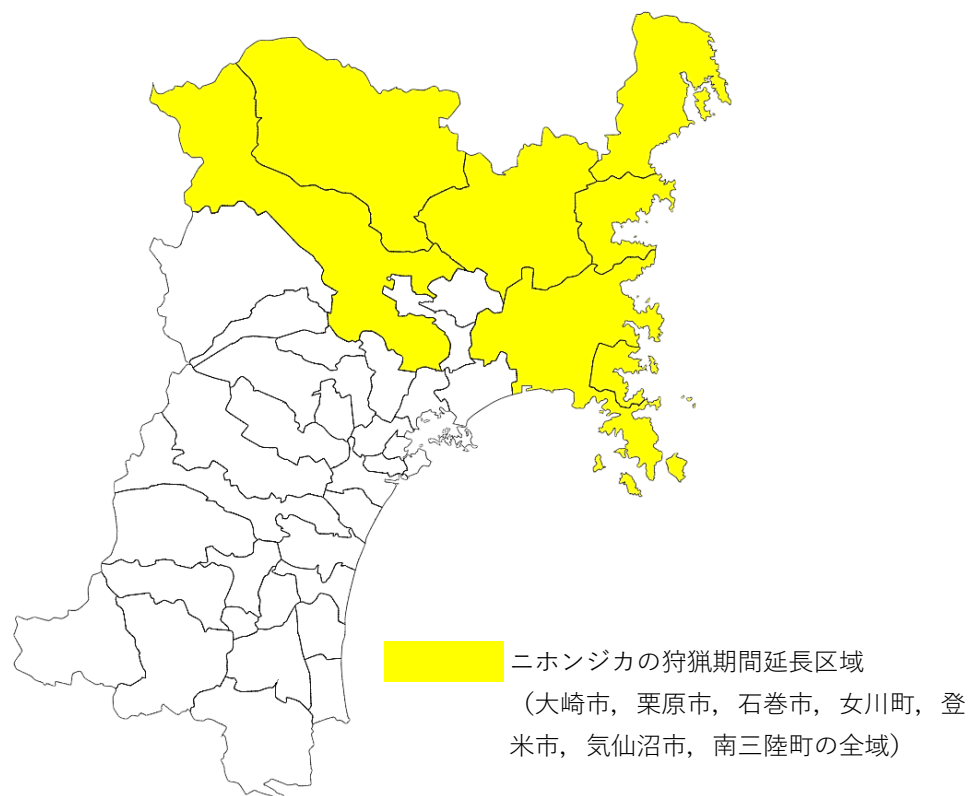 ニホンジカの狩猟期間延長区域
（大崎市，栗原市，石巻市，女川町，登
米市，気仙沼市，南三陸町の全域）